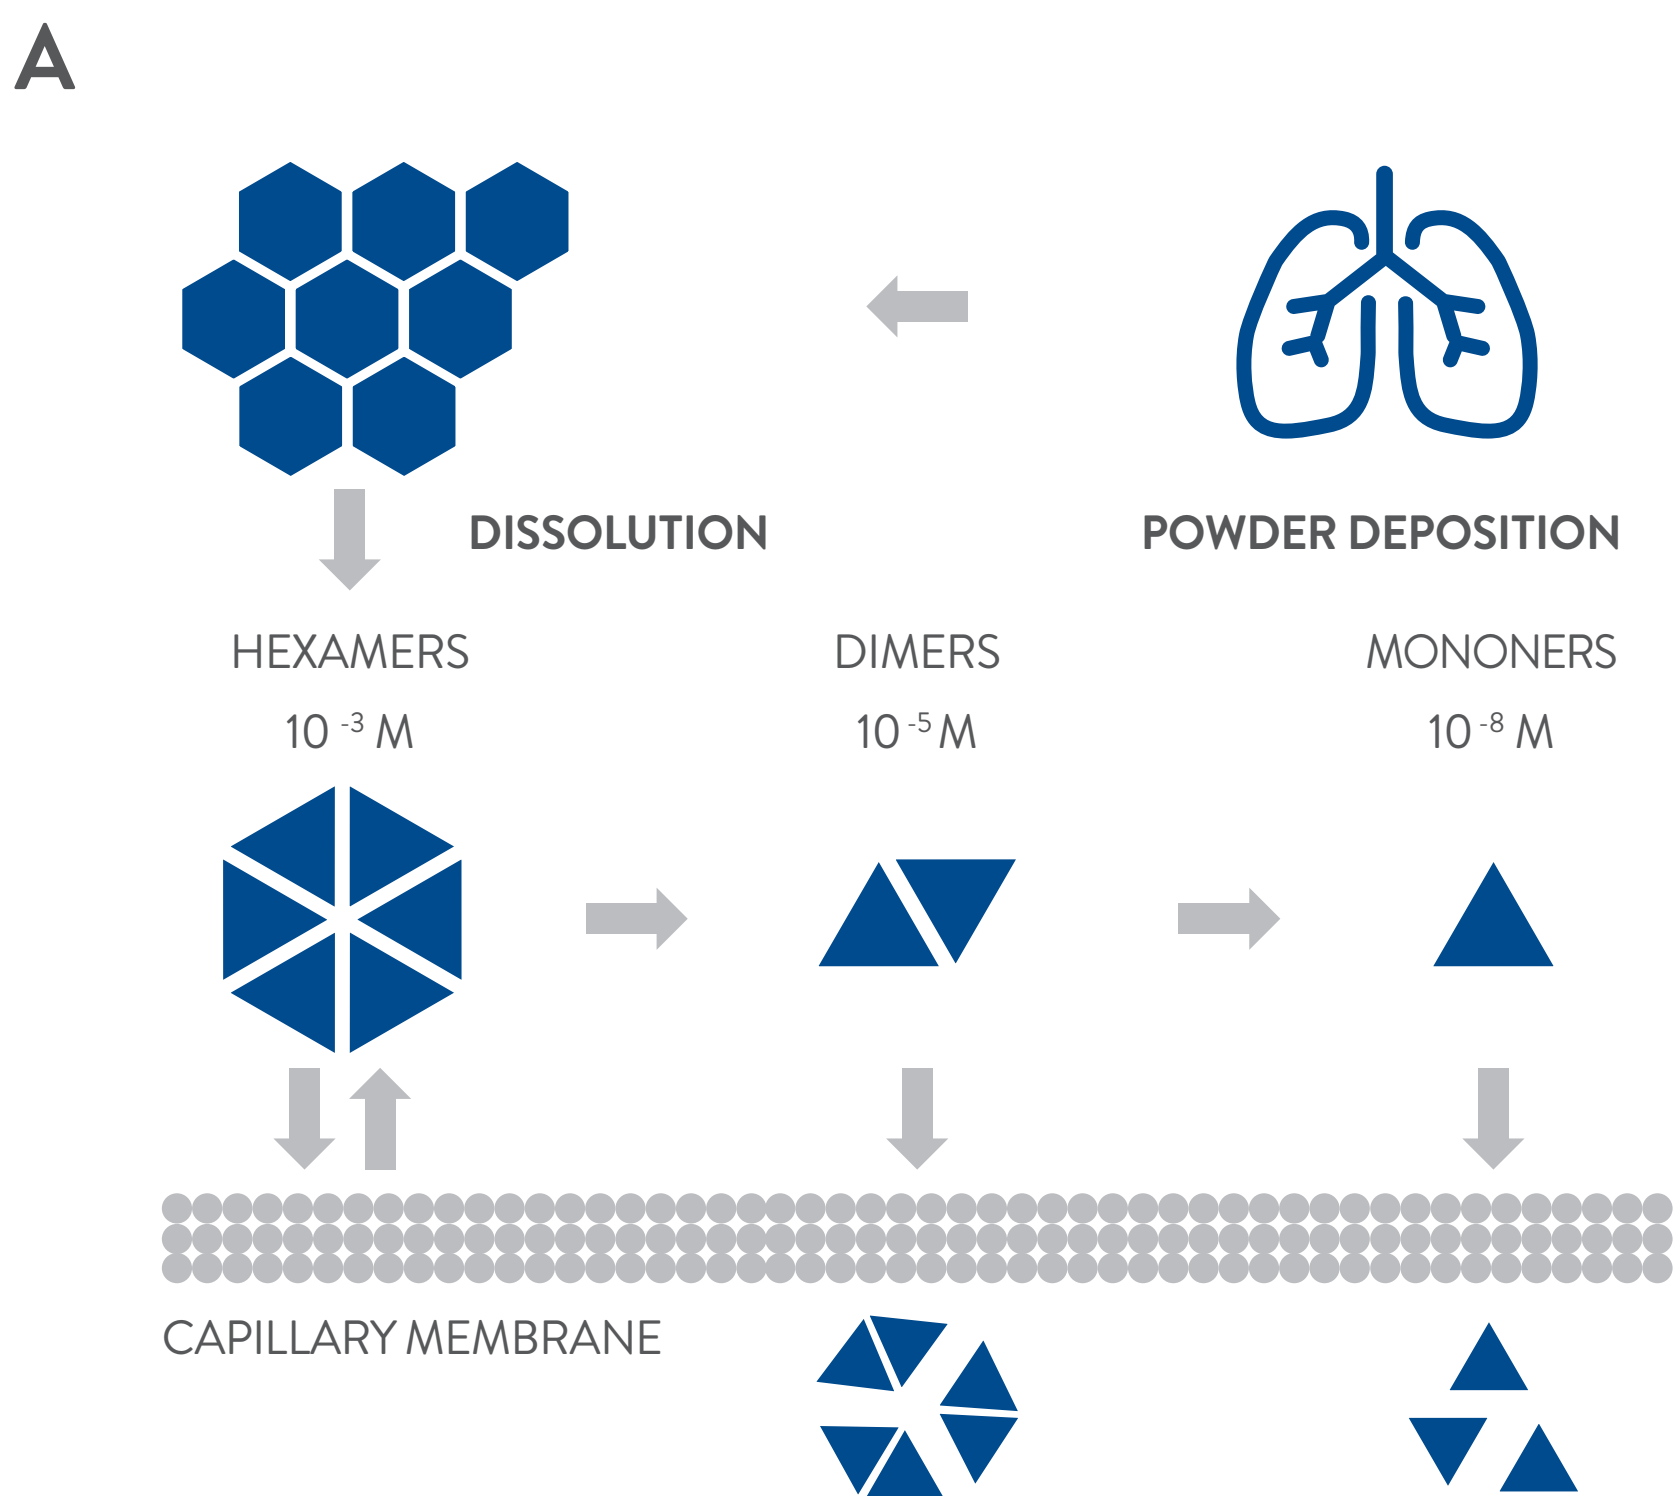 A
DISSOLUTION
POWDER DEPOSITION
HEXAMERS
DIMERS
MONONERS
10 -3 M
10 -5 M
10 -8 M
CAPILLARY MEMBRANE